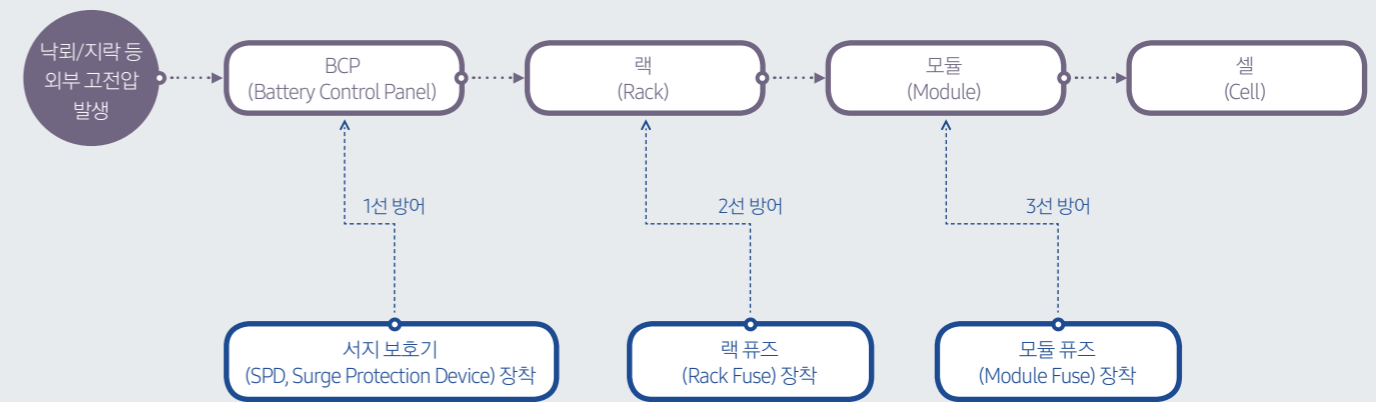 낙뢰/지락 등
외부 고전압
발생
BCP
(Battery Control Panel)
랙
(Rack)
모듈
(Module)
셀
(Cell)
1선 방어
2선 방어
3선 방어
서지 보호기
(SPD, Surge Protection Device) 장착
랙 퓨즈
(Rack Fuse) 장착
모듈 퓨즈
(Module Fuse) 장착